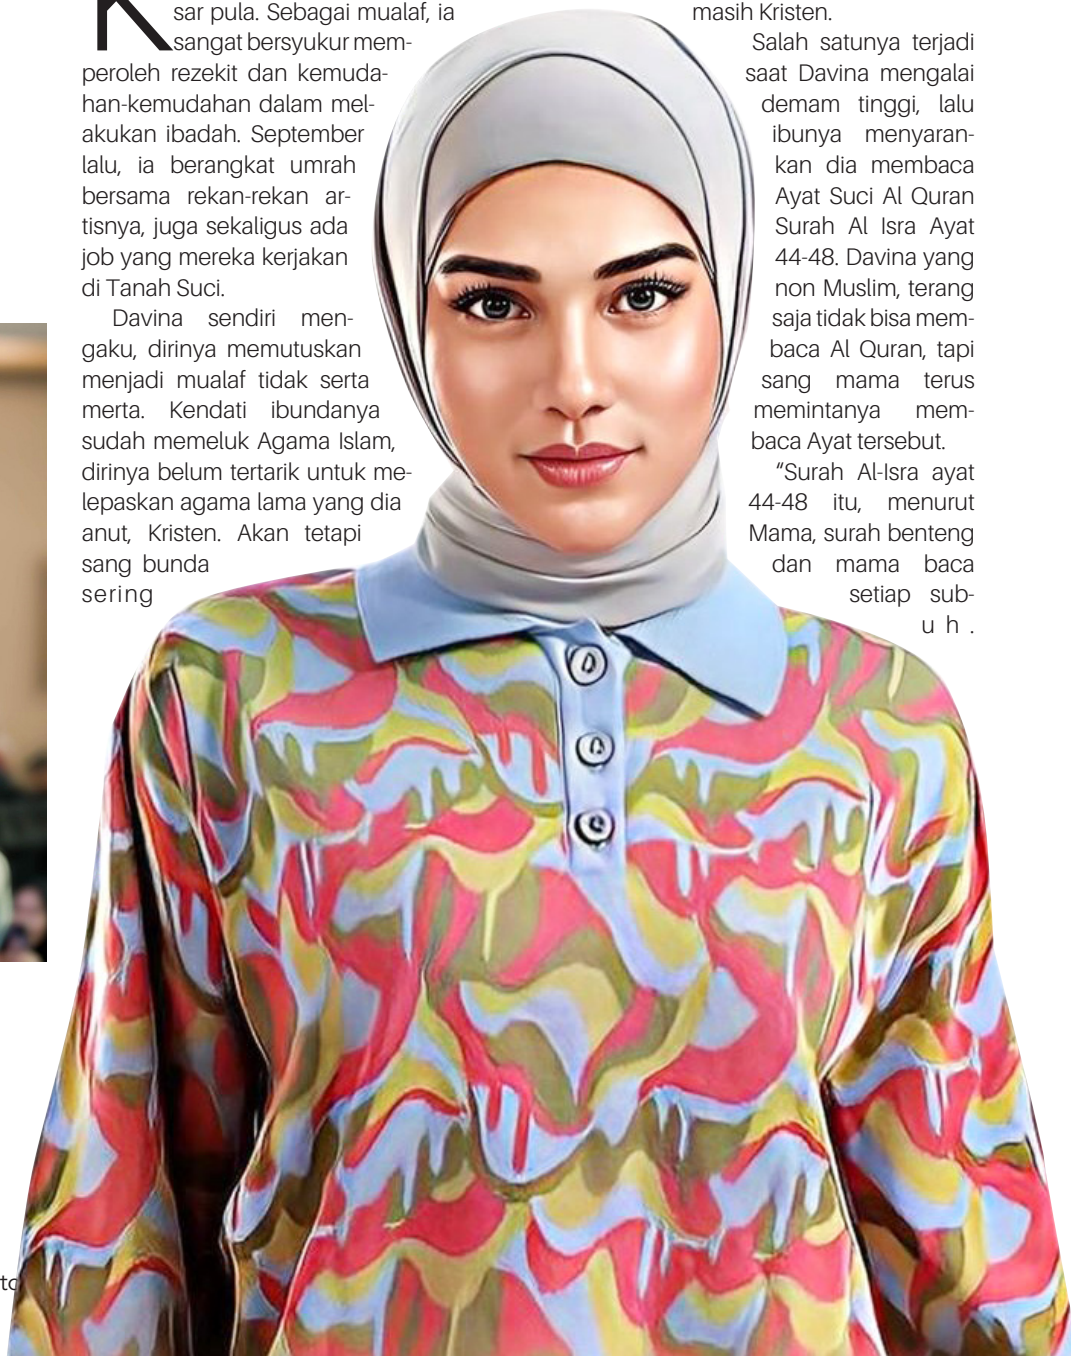 K
sar pula. Sebagai mualaf, ia
sangat bersyukur mem-
peroleh rezekit dan kemuda-
han-kemudahan dalam mel-
akukan ibadah. September
lalu, ia berangkat umrah
bersama rekan-rekan ar-
tisnya, juga sekaligus ada
job yang mereka kerjakan
di Tanah Suci.
Davina sendiri men-
gaku, dirinya memutuskan
menjadi mualaf tidak serta
merta. Kendati ibundanya
sudah memeluk Agama Islam,
dirinya belum tertarik untuk me-
lepaskan agama lama yang dia
anut, Kristen. Akan tetapi
sang bunda
sering
masih Kristen.
Salah satunya terjadi
saat Davina mengalai
demam tinggi, lalu
ibunya menyaran-
kan dia membaca
Ayat Suci Al Quran
Surah Al Isra Ayat
44-48. Davina yang
non Muslim, terang
saja tidak bisa mem-
baca Al Quran, tapi
sang mama terus
memintanya mem-
baca Ayat tersebut.
“Surah Al-Isra ayat
44-48 itu, menurut
Mama, surah benteng
dan mama baca
setiap sub-
uh.